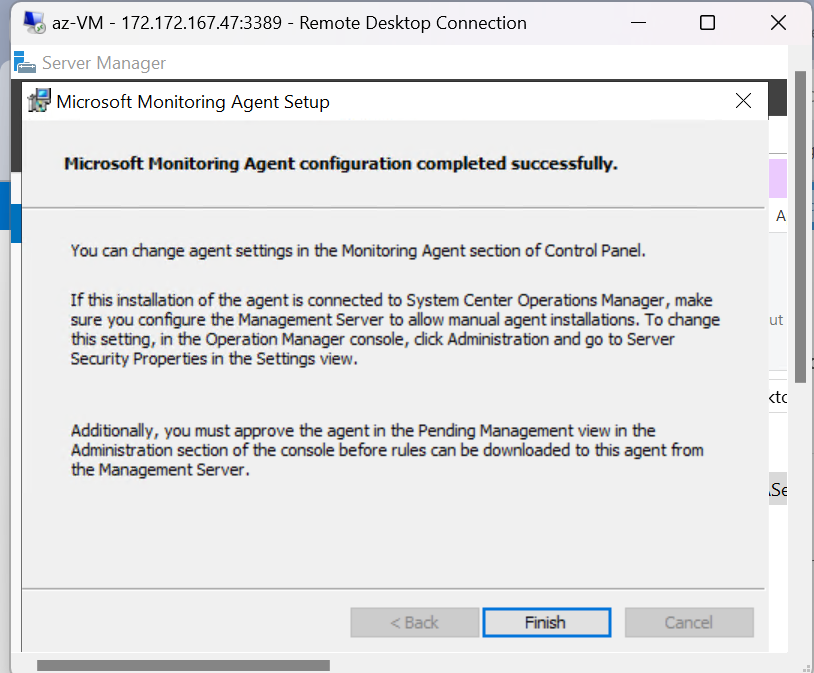 az-VM - 172.172.167.47:3389 - Remote Desktop Connection
Server Manager
Microsoft Monitoring Agent Setup
Microsoft Monitoring Agent configuration completed successfully.
You can change agent settings in the Monitoring Agent section of Control Panel.
If this installation of the agent is connected to System Center Operations Manager, make
sure you configure the Management Server to allow manual agent installations. To change
this setting, in the Operation Manager console, click Administration and go to Server
Security Properties in the Settings view.
Additionally, you must approve the agent in the Pending Management view in the
Administration section of the console before rules can be downloaded to this agent from
the Management Server.
< Back
Finish
Cancel